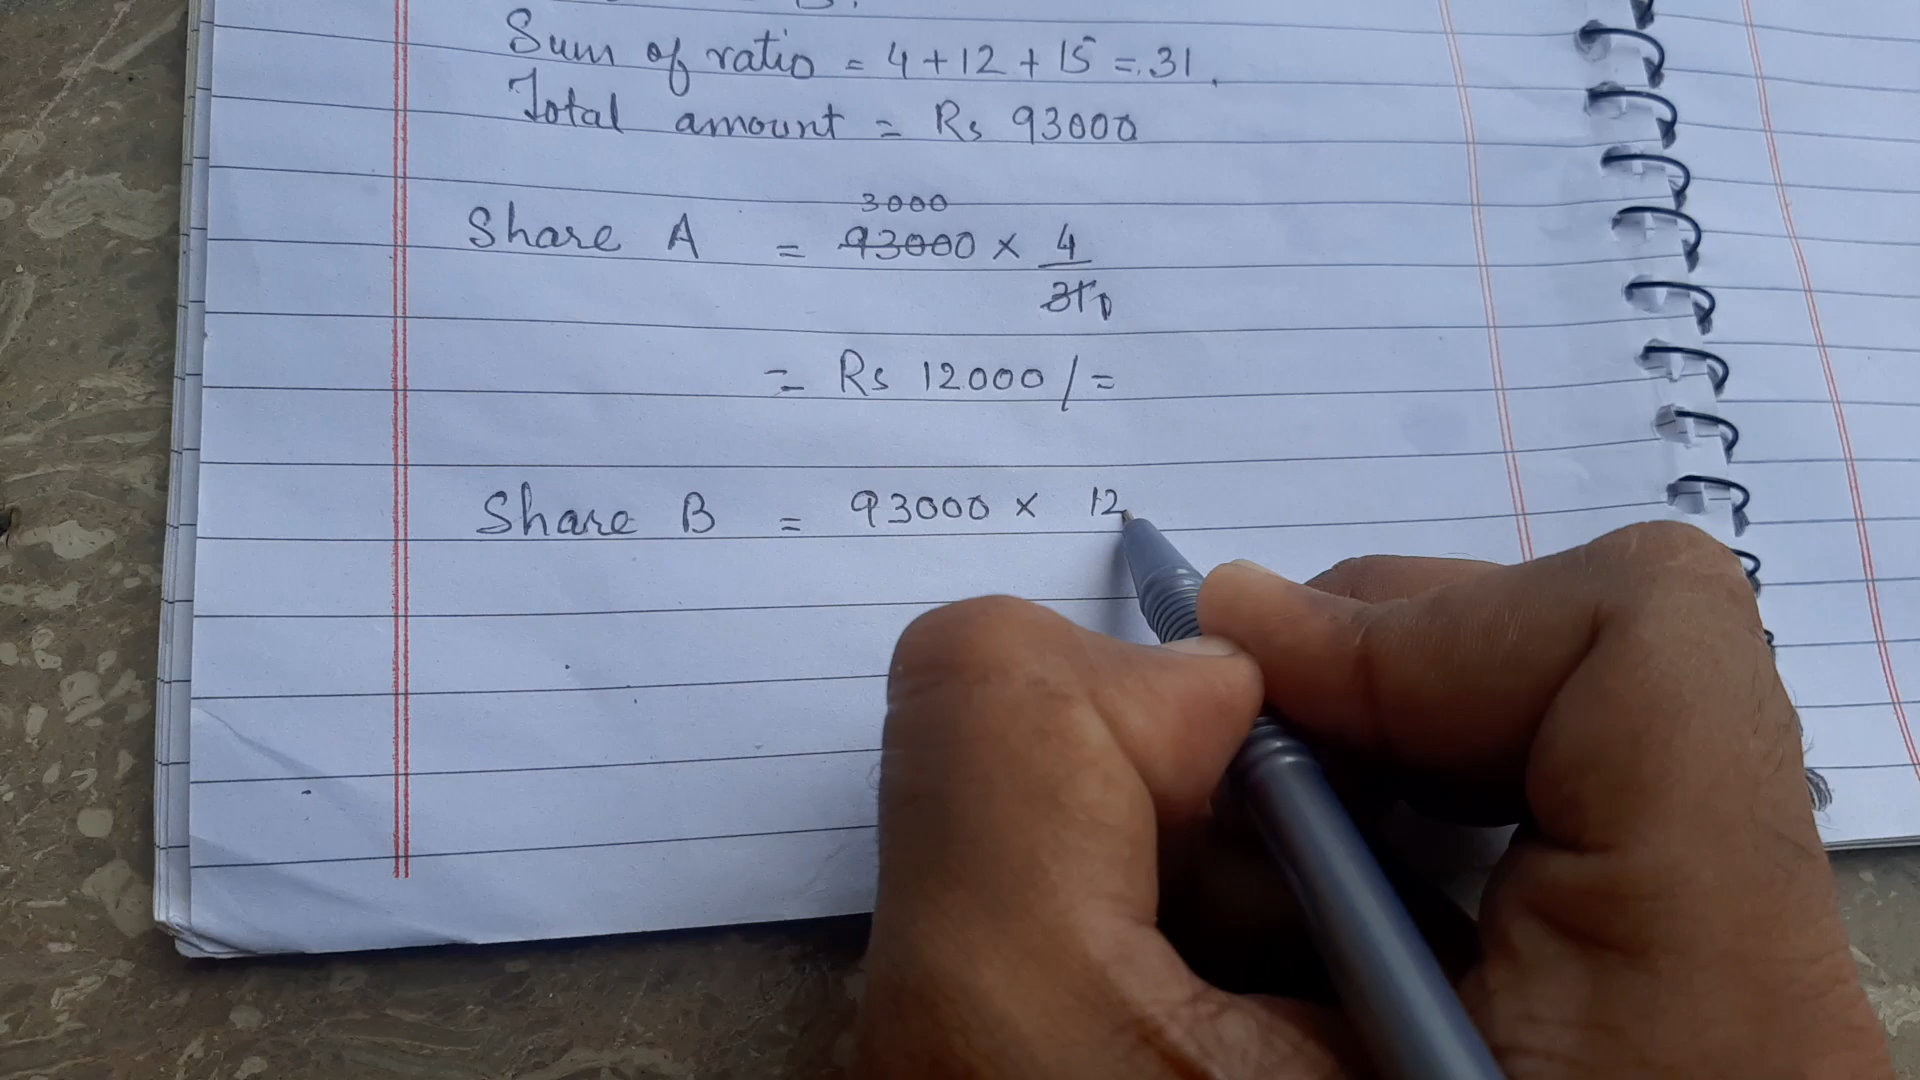 Sum of ratio = 4 + 12 + 15 = 31.
Total amount = Rs 93000
3000
Share A = 93000 × 4
31 1
= Rs 12000/=
Share B = 93000 × 12